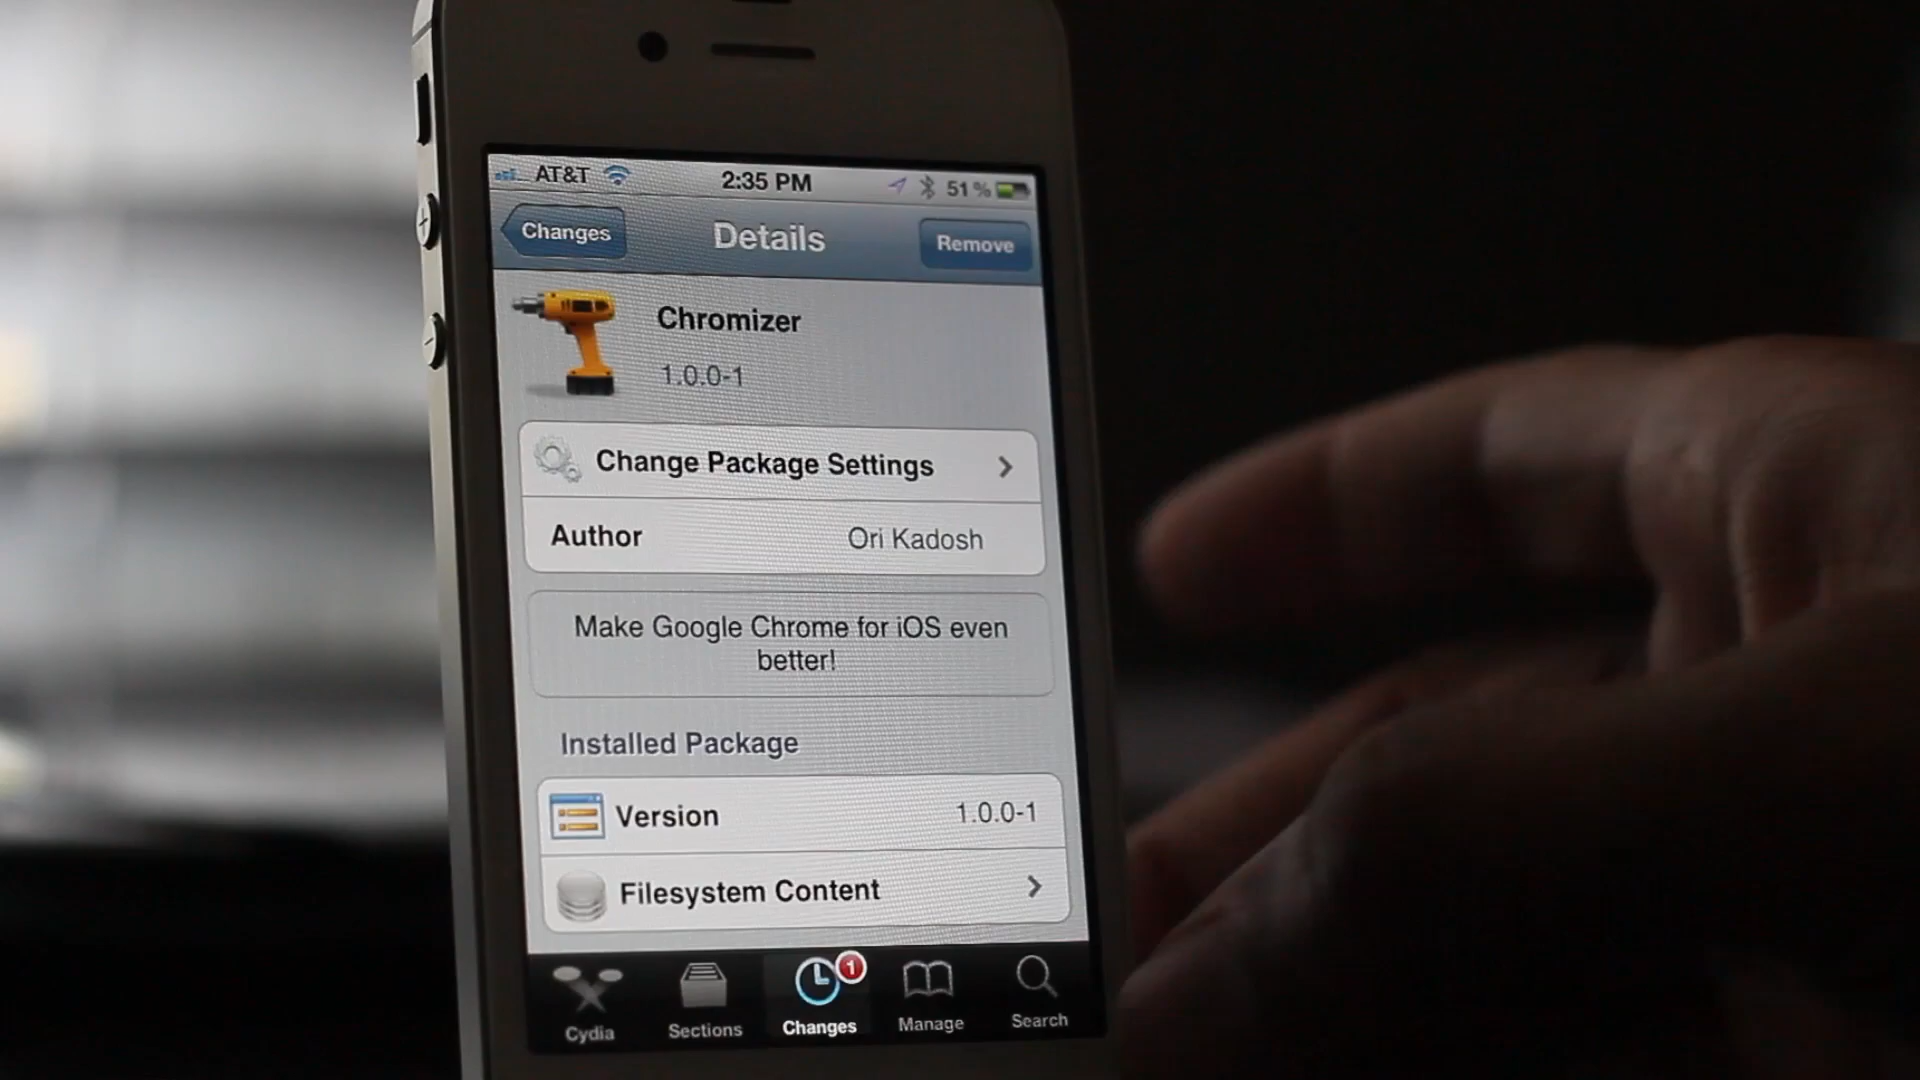 AT&T 2:35 PM 51%
Changes Details Remove
Chromizer
1.0.0-1
Change Package Settings
Author Ori Kadosh
Make Google Chrome for iOS even
better!
Installed Package
Version 1.0.0-1
Filesystem Content
1
Cydia Sections Changes Manage Search